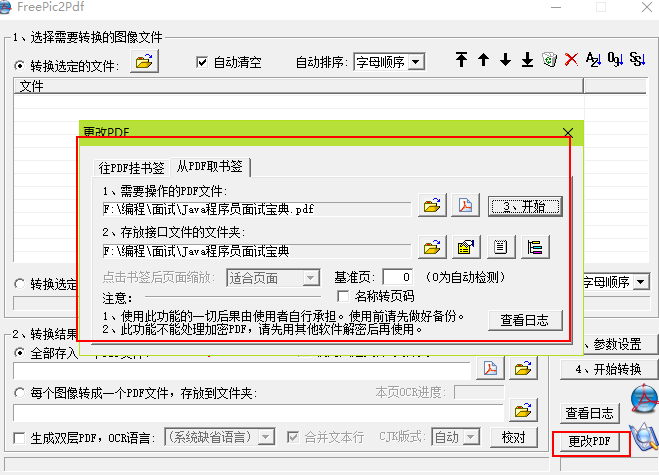 FreePic2Pdf
1、选择需要转换的图像文件
转换选定的文件:
自动清空
自动排序:
字母顺序
文件
更改PDF
往PDF挂书签
从PDF取书签
1、需要操作的PDF文件:
F:\编程\面试\Java程序员面试宝典.pdf
3、开始
2、存放接口文件的文件夹:
F:\编程\面试\Java程序员面试宝典
点击书签后页面缩放:
适合页面
基准页:
0
(0为自动检测)
注意:
名称转页码
1、使用此功能的一切后果由使用者自行承担。使用前请先做好备份。
2、此功能不能处理加密PDF,请先用其他软件解密后再使用。
查看日志
转换选定
字母顺序
2、转换结果
、参数设置
全部存入
4、开始转换
每个图像转成一个PDF文件,存放到文件夹:
本页OCR进度:
查看日志
生成双层PDF,OCR语言:
(系统缺省语言)
合并文本行
CJK版式:
自动
校对
更改PDF